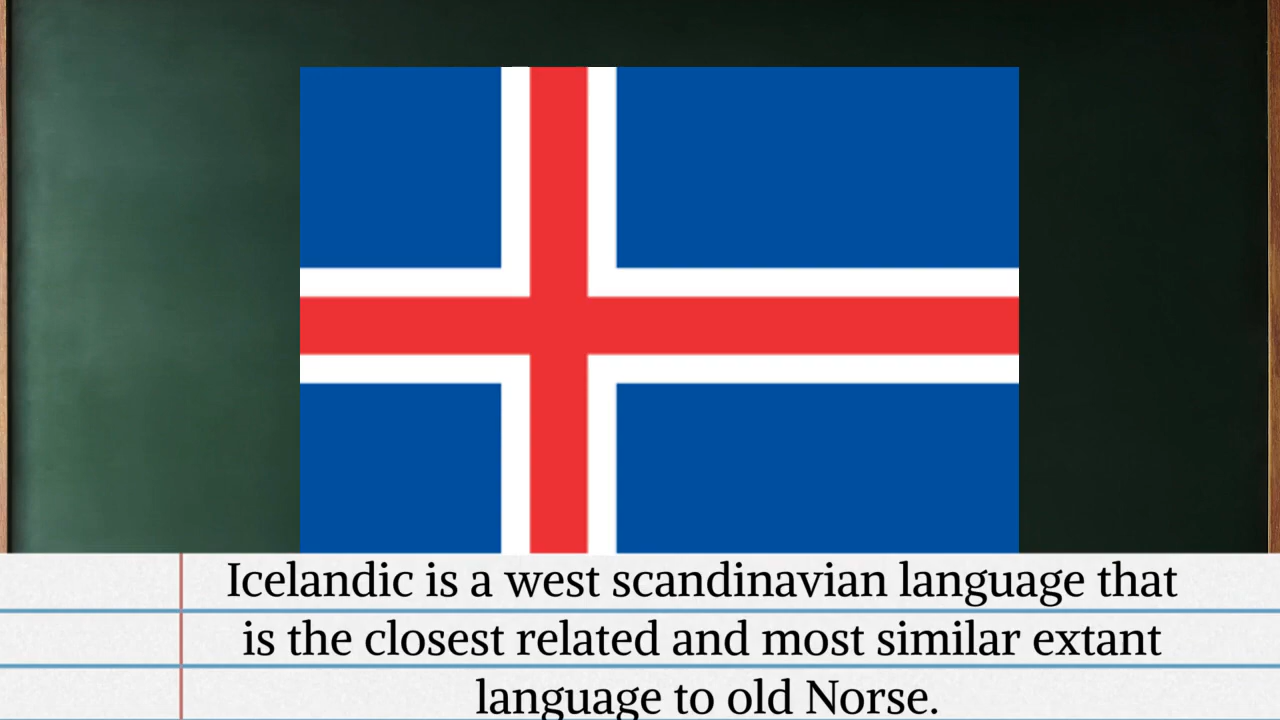 Icelandic is a west scandinavian language that
is the closest related and most similar extant
language to old Norse.